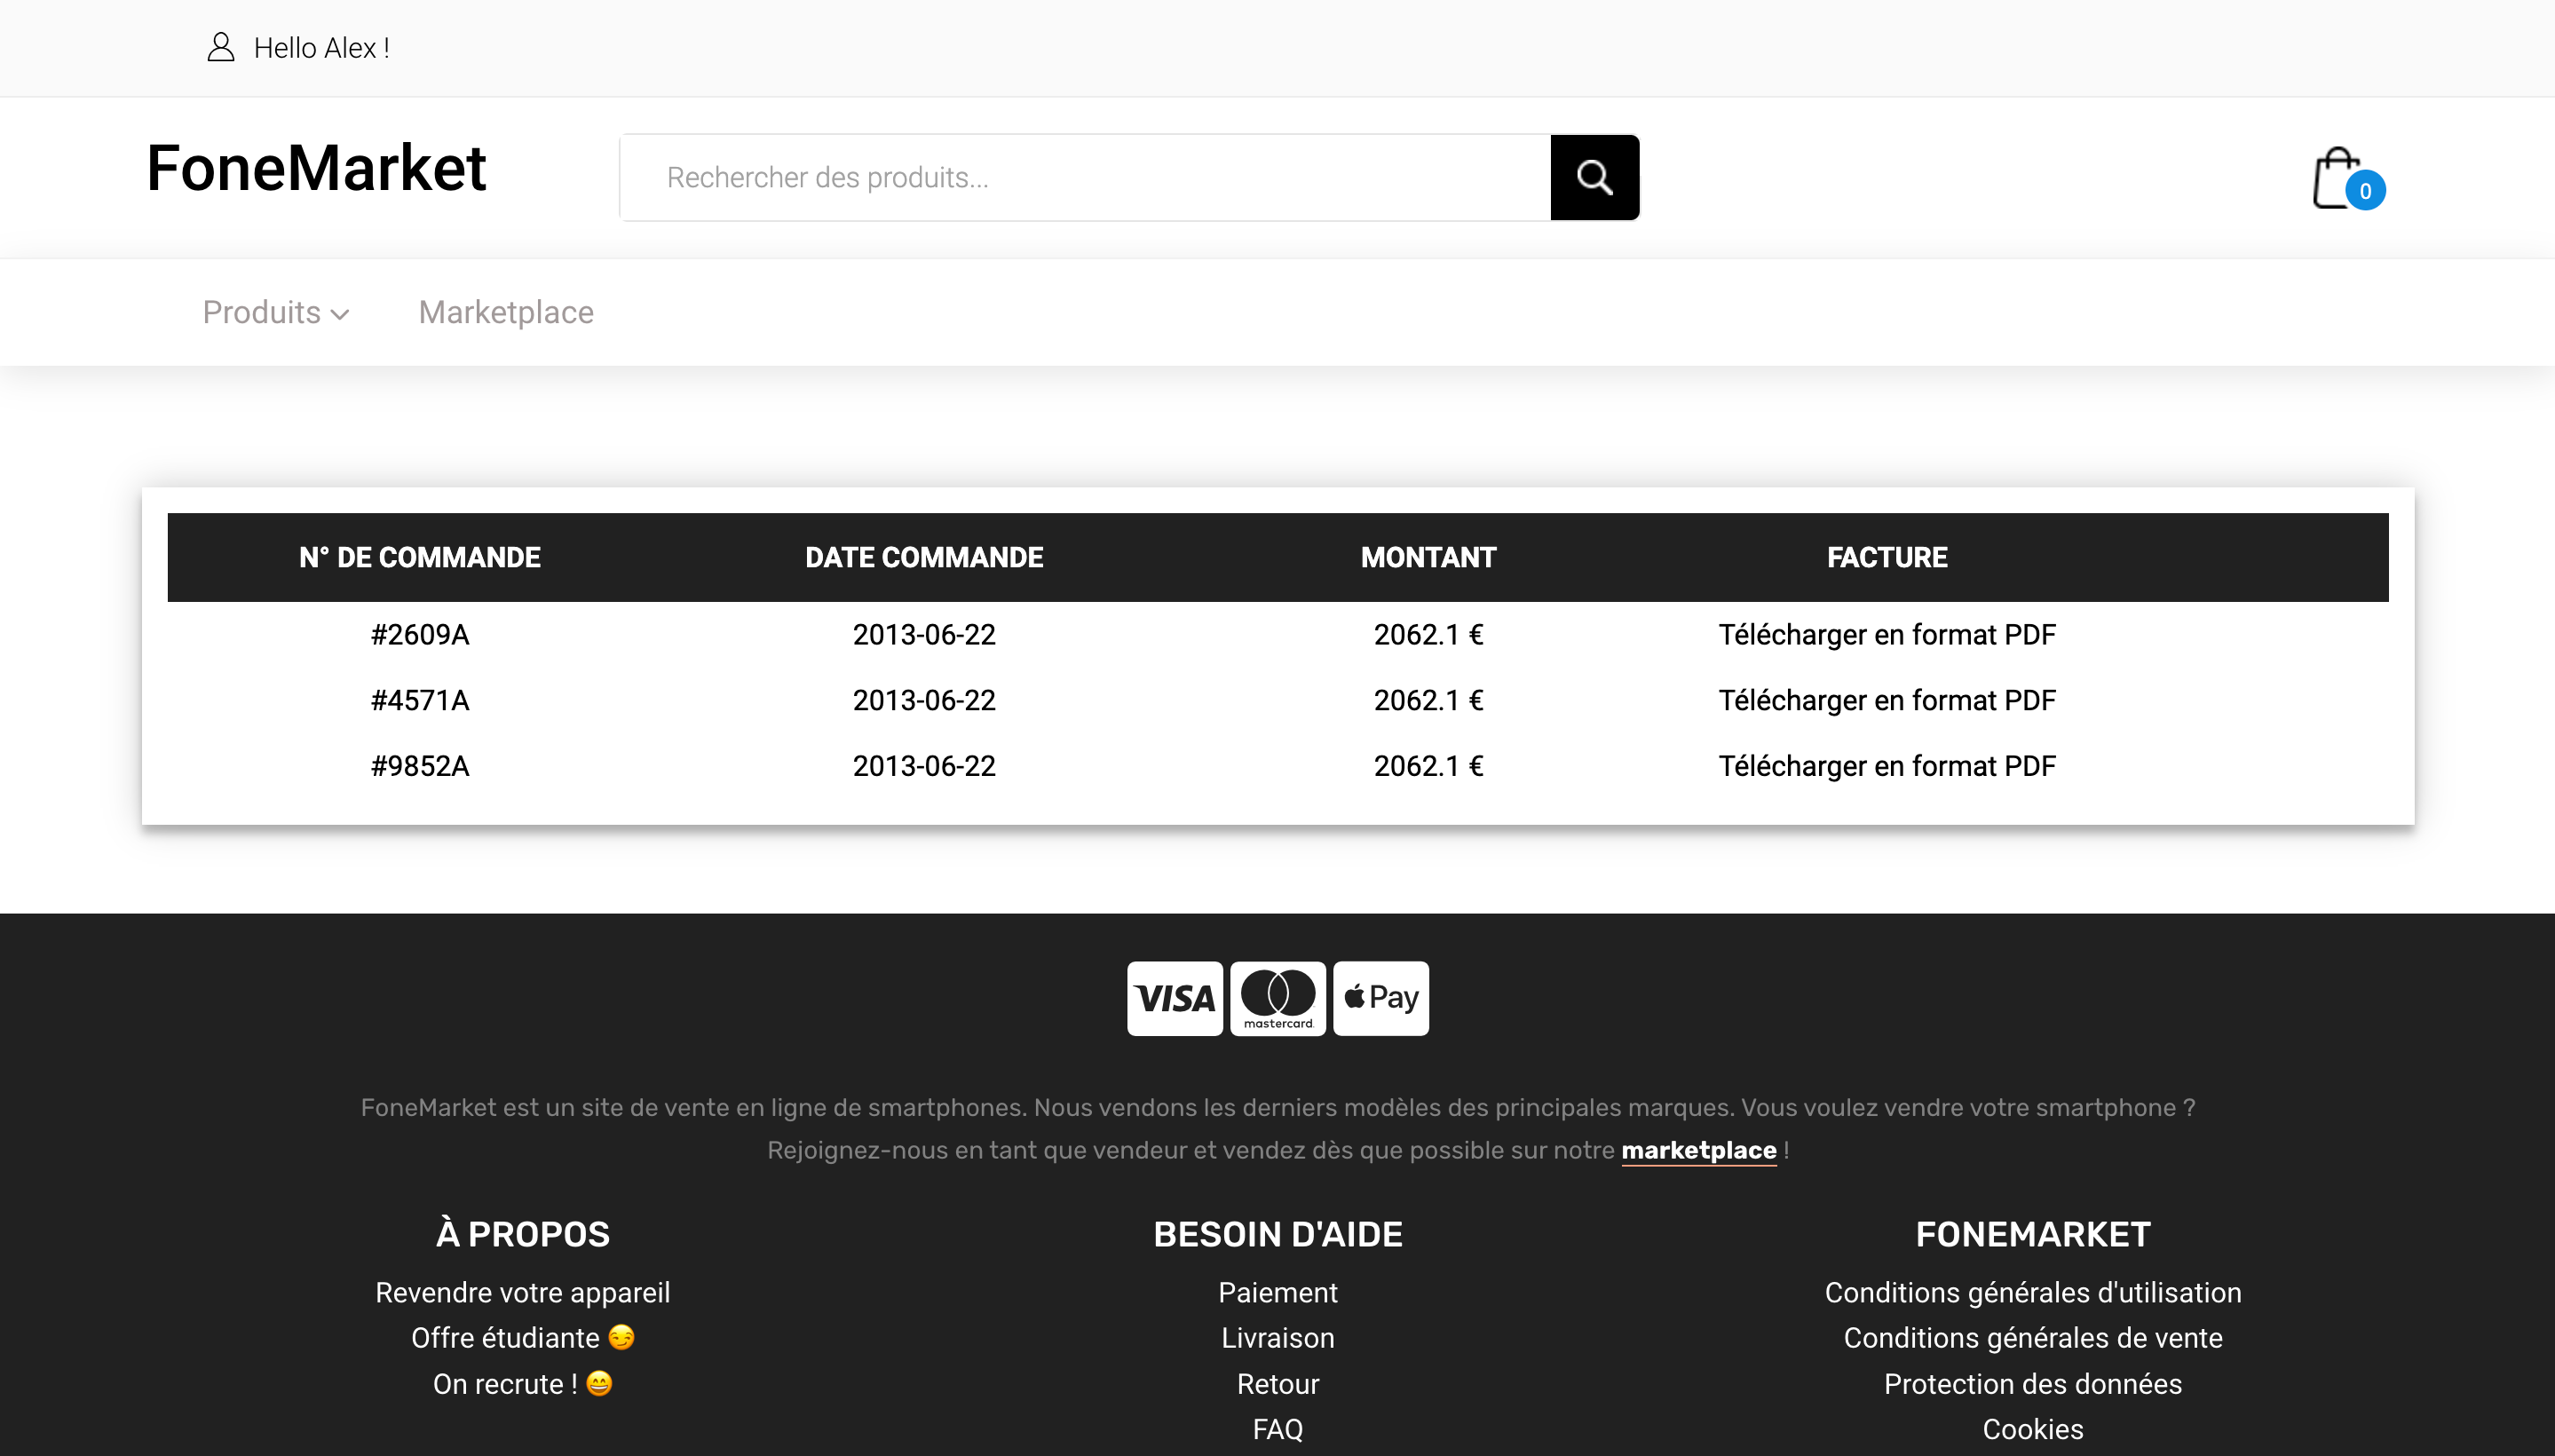 Hello Alex !
FoneMarket
Rechercher des produits...
0
Produits
Marketplace
N° DE COMMANDE DATE COMMANDE MONTANT FACTURE
#2609A 2013-06-22 2062.1 € Télécharger en format PDF
#4571A 2013-06-22 2062.1 € Télécharger en format PDF
#9852A 2013-06-22 2062.1 € Télécharger en format PDF
VISA mastercard. Pay
FoneMarket est un site de vente en ligne de smartphones. Nous vendons les derniers modèles des principales marques. Vous voulez vendre votre smartphone ?
Rejoignez-nous en tant que vendeur et vendez dès que possible sur notre marketplace !
À PROPOS
Revendre votre appareil
Offre étudiante 😏
On recrute ! 😄
BESOIN D'AIDE
Paiement
Livraison
Retour
FAQ
FONEMARKET
Conditions générales d'utilisation
Conditions générales de vente
Protection des données
Cookies